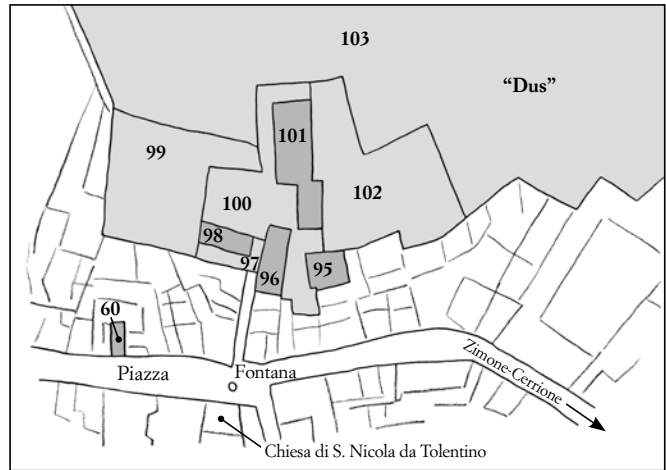 103
"Dus"
101
99
102
100
98
97
96
95
60
Piazza
Fontana
Zimone-Cerrione
Chiesa di S. Nicola da Tolentino